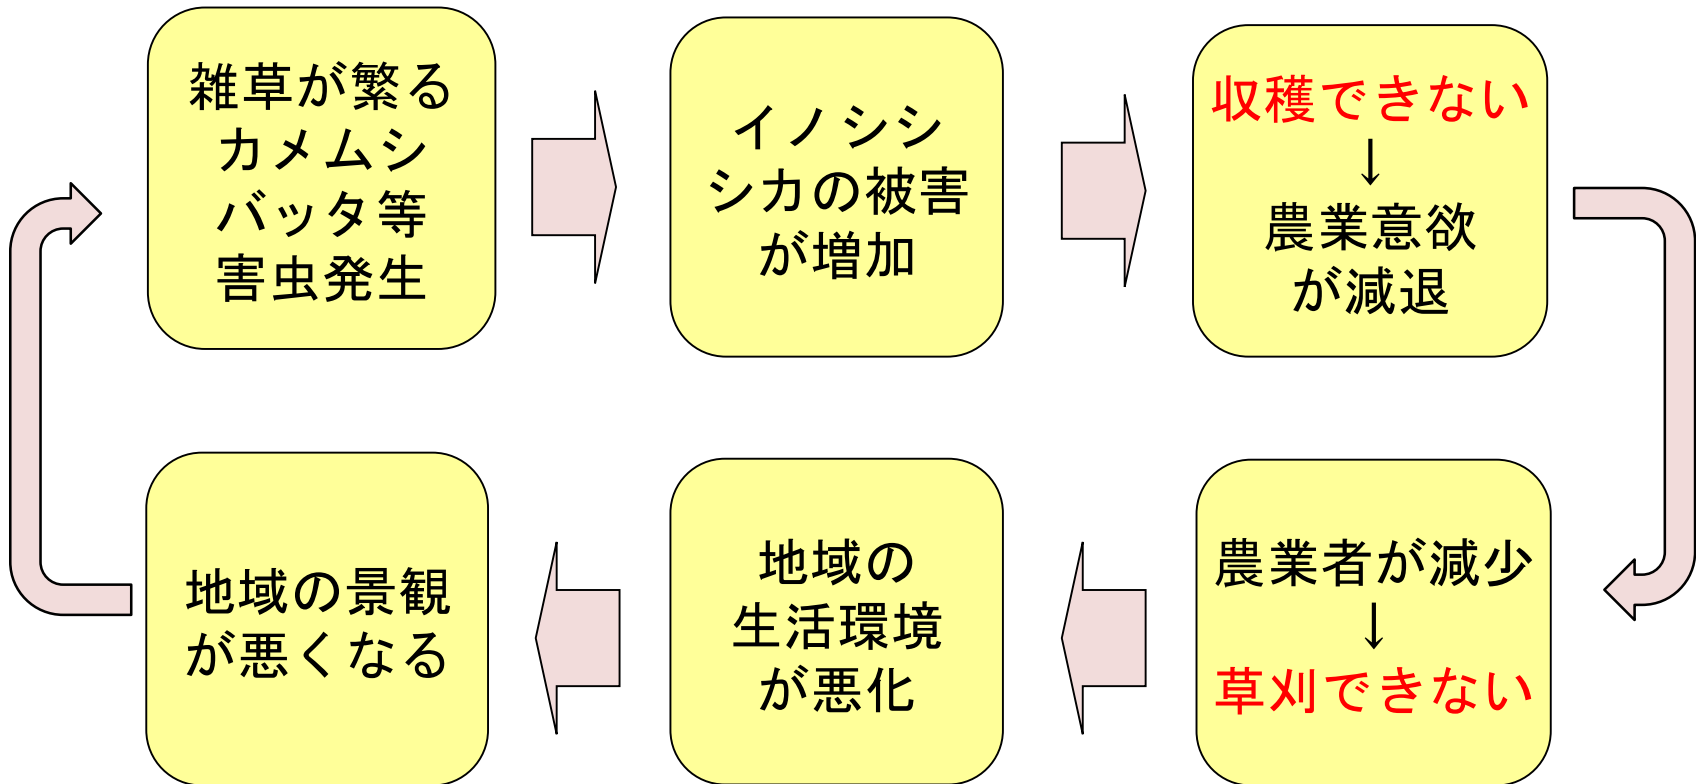 雑草が繁る
カメムシ
バッタ等
害虫発生
イノシシ
シカの被害
が増加
収穫できない
↓
農業意欲
が減退
農業者が減少
↓
草刈できない
地域の
生活環境
が悪化
地域の景観
が悪くなる